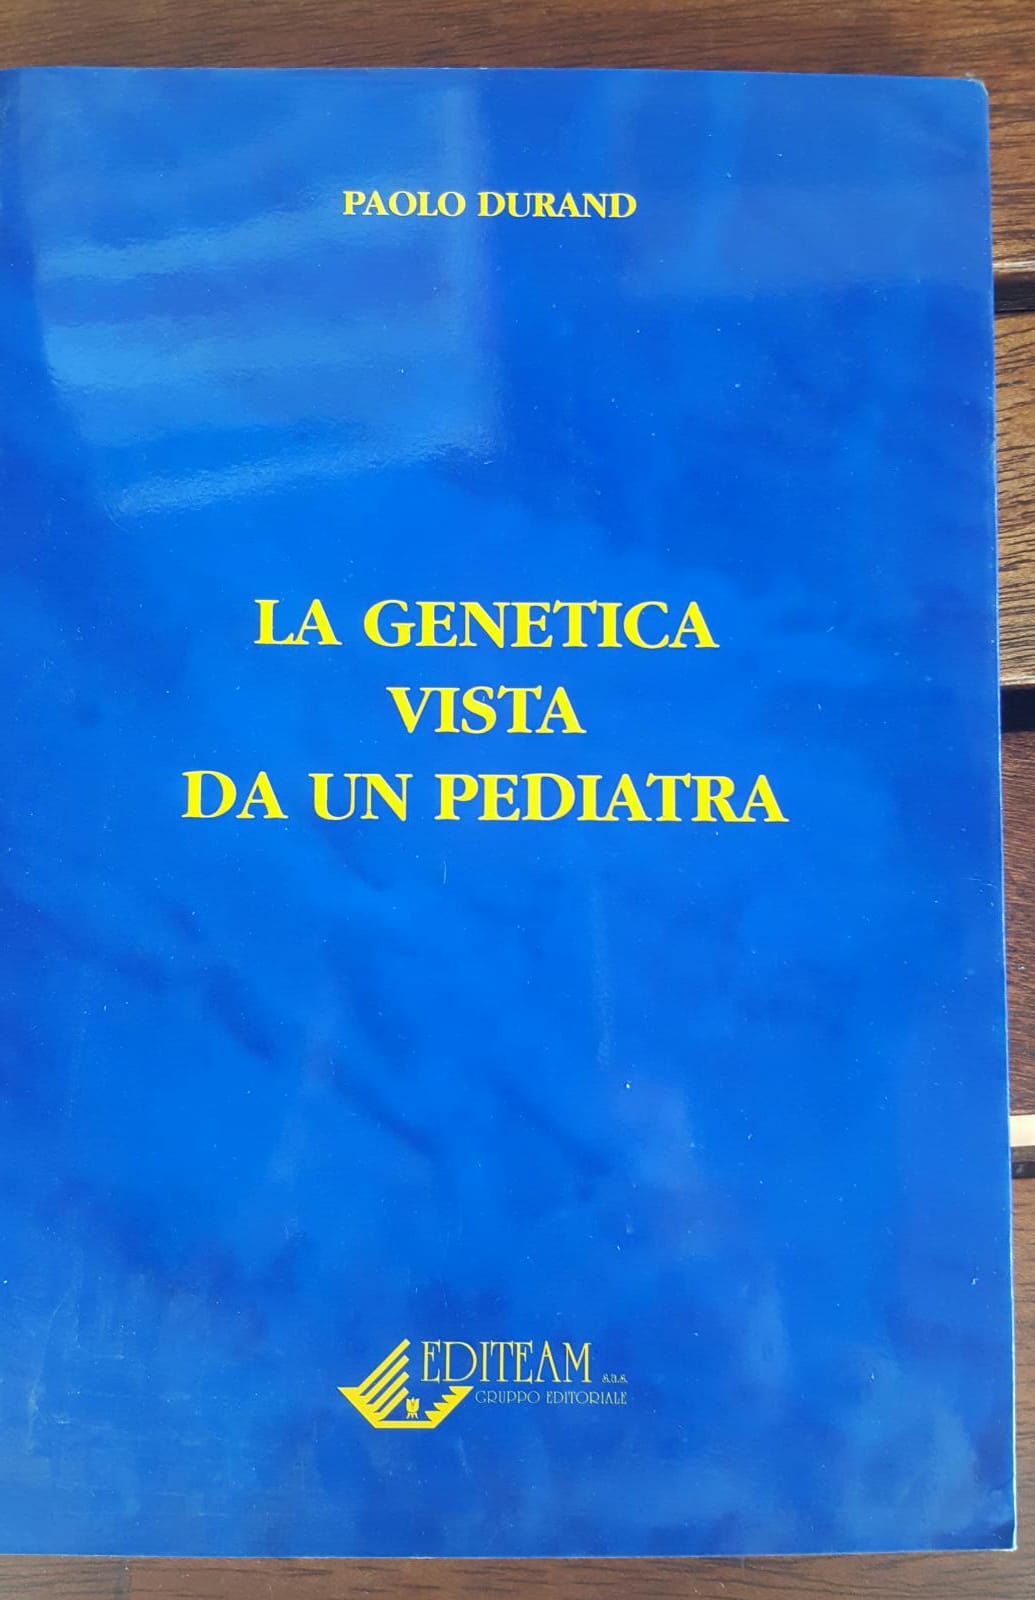 PAOLO DURAND
LA GENETICA
VISTA
DA UN PEDIATRA
EDITEAM s.a.s.
GRUPPO EDITORIALE